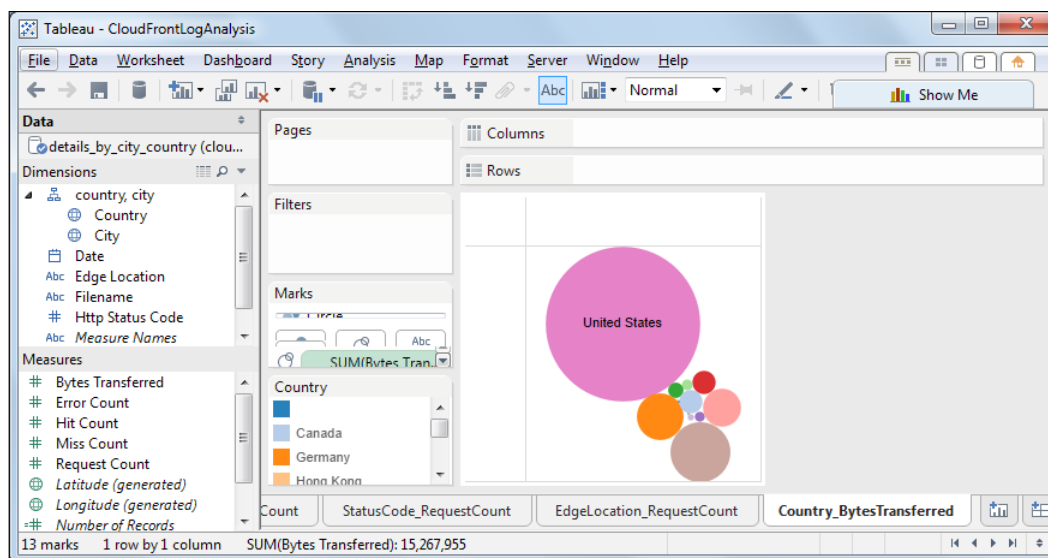 Tableau - CloudFrontLogAnalysis
File Data Worksheet Dashboard Story Analysis Map Format Server Window Help
Abc Normal Show Me
Data
details_by_city_country (clou...
Dimensions
country, city
Country
City
Date
Abc Edge Location
Abc Filename
# Http Status Code
Abc Measure Names
Measures
# Bytes Transferred
# Error Count
# Hit Count
# Miss Count
# Request Count
Latitude (generated)
Longitude (generated)
=# Number of Records
Pages
Filters
Marks
Circle
Abc
SUM(Bytes Tran..
Country
Canada
Germany
Hong Kong
Columns
Rows
United States
Count StatusCode_RequestCount EdgeLocation_RequestCount Country_BytesTransferred
13 marks 1 row by 1 column SUM(Bytes Transferred): 15,267,955